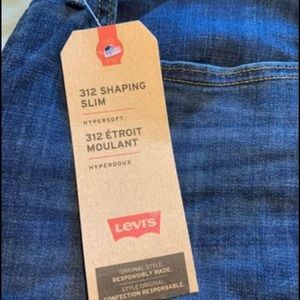 312 SHAPING
SLIM
HYPERSOFT
312 ÉTROIT
MOULANT
HYPERDOUX
LEVI'S
ORIGINAL STYLE.
RESPONSIBLY MADE.
STYLE ORIGINAL.
CONFECTION RESPONSABLE.